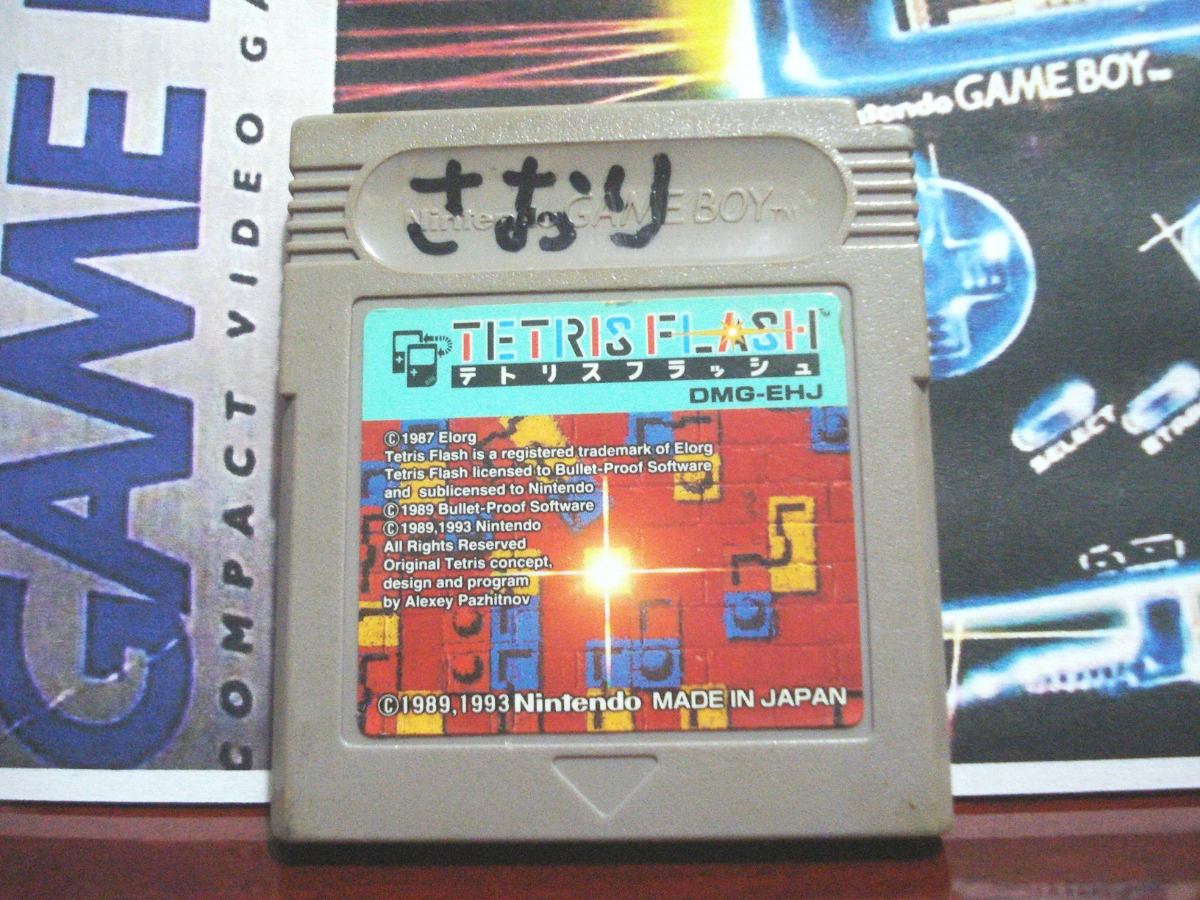 GAME
COMPACT VIDEO GA
Nintendo GAME BOY™
SELECT
さおり
Nintendo GAME BOY™
TETRIS FLASH™
テトリスフラッシュ
DMG-EHJ
©1987 Elorg
Tetris Flash is a registered trademark of Elorg
Tetris Flash licensed to Bullet-Proof Software
and sublicensed to Nintendo
©1989 Bullet-Proof Software
©1989,1993 Nintendo
All Rights Reserved
Original Tetris concept,
design and program
by Alexey Pazhitnov
©1989,1993 Nintendo MADE IN JAPAN